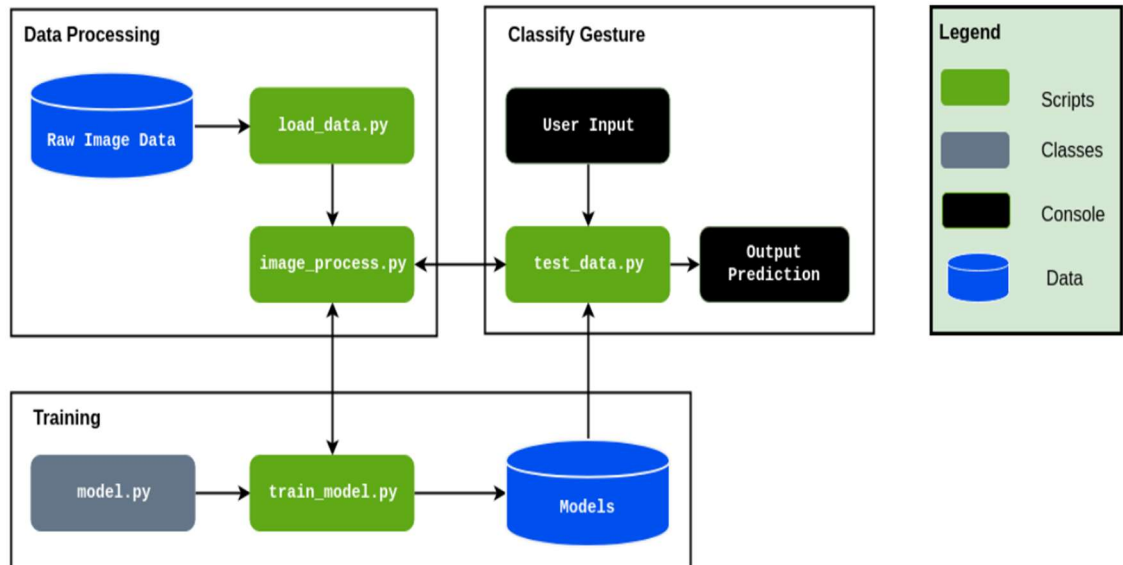 Data Processing
Raw Image Data
load_data.py
image_process.py
Classify Gesture
User Input
test_data.py
Output
Prediction
Training
model.py
train_model.py
Models
Legend
Scripts
Classes
Console
Data